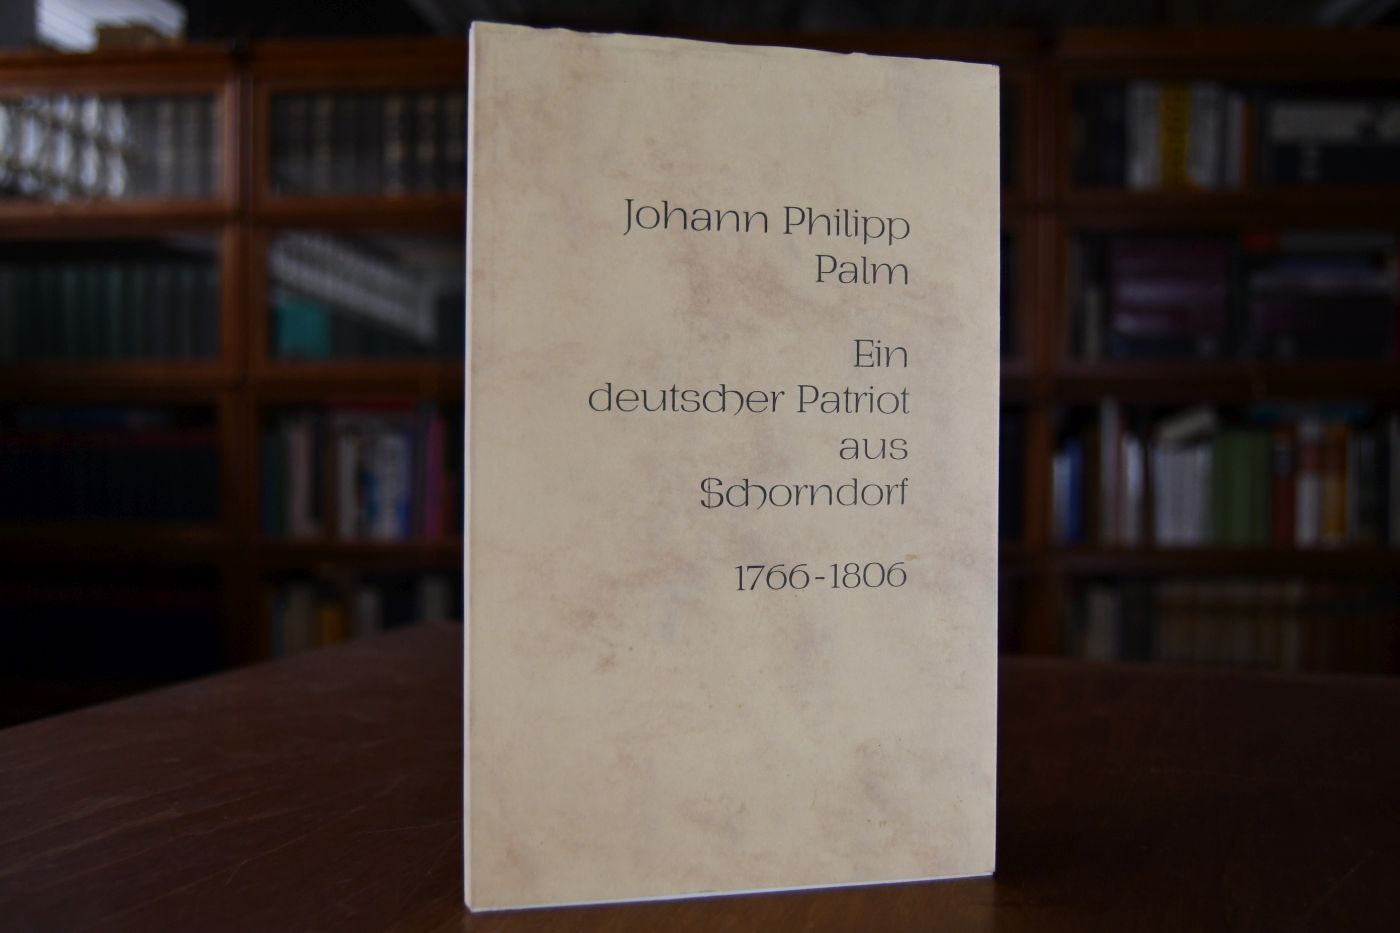 Johann Philipp
Palm
Ein
deutscher Patriot
aus
Schorndorf
1766-1806